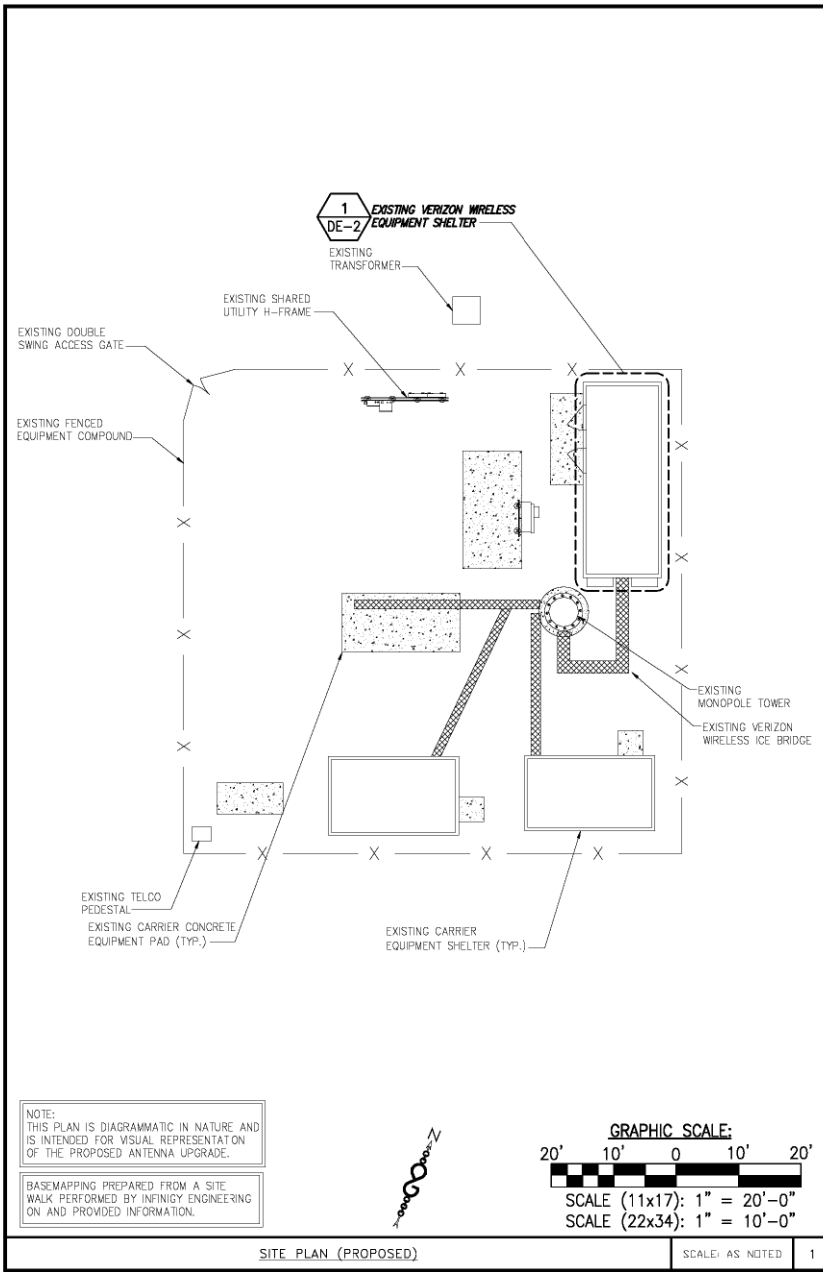 1
DE-2
EXISTING VERIZON WIRELESS
EQUIPMENT SHELTER
EXISTING
TRANSFORMER
EXISTING SHARED
UTILITY H-FRAME
EXISTING DOUBLE
SWING ACCESS GATE
EXISTING FENCED
EQUIPMENT COMPOUND
X X X
X
X
X
X
X
X
X
X
X X X X
EXISTING
MONOPOLE TOWER
EXISTING VERIZON
WIRELESS ICE BRIDGE
EXISTING TELCO
PEDESTAL
EXISTING CARRIER CONCRETE
EQUIPMENT PAD (TYP.)
EXISTING CARRIER
EQUIPMENT SHELTER (TYP.)
NOTE:
THIS PLAN IS DIAGRAMMATIC IN NATURE AND
IS INTENDED FOR VISUAL REPRESENTATON
OF THE PROPOSED ANTENNA UPGRADE.
BASEMAPPING PREPARED FROM A SITE
WALK PERFORMED BY INFINIGY ENGINEERING
ON AND PROVIDED INFORMATION.
N
GRAPHIC SCALE:
20' 10' 0 10' 20'
SCALE (11x17): 1" = 20'-0"
SCALE (22x34): 1" = 10'-0"
SITE PLAN (PROPOSED)
SCALE: AS NOTED
1